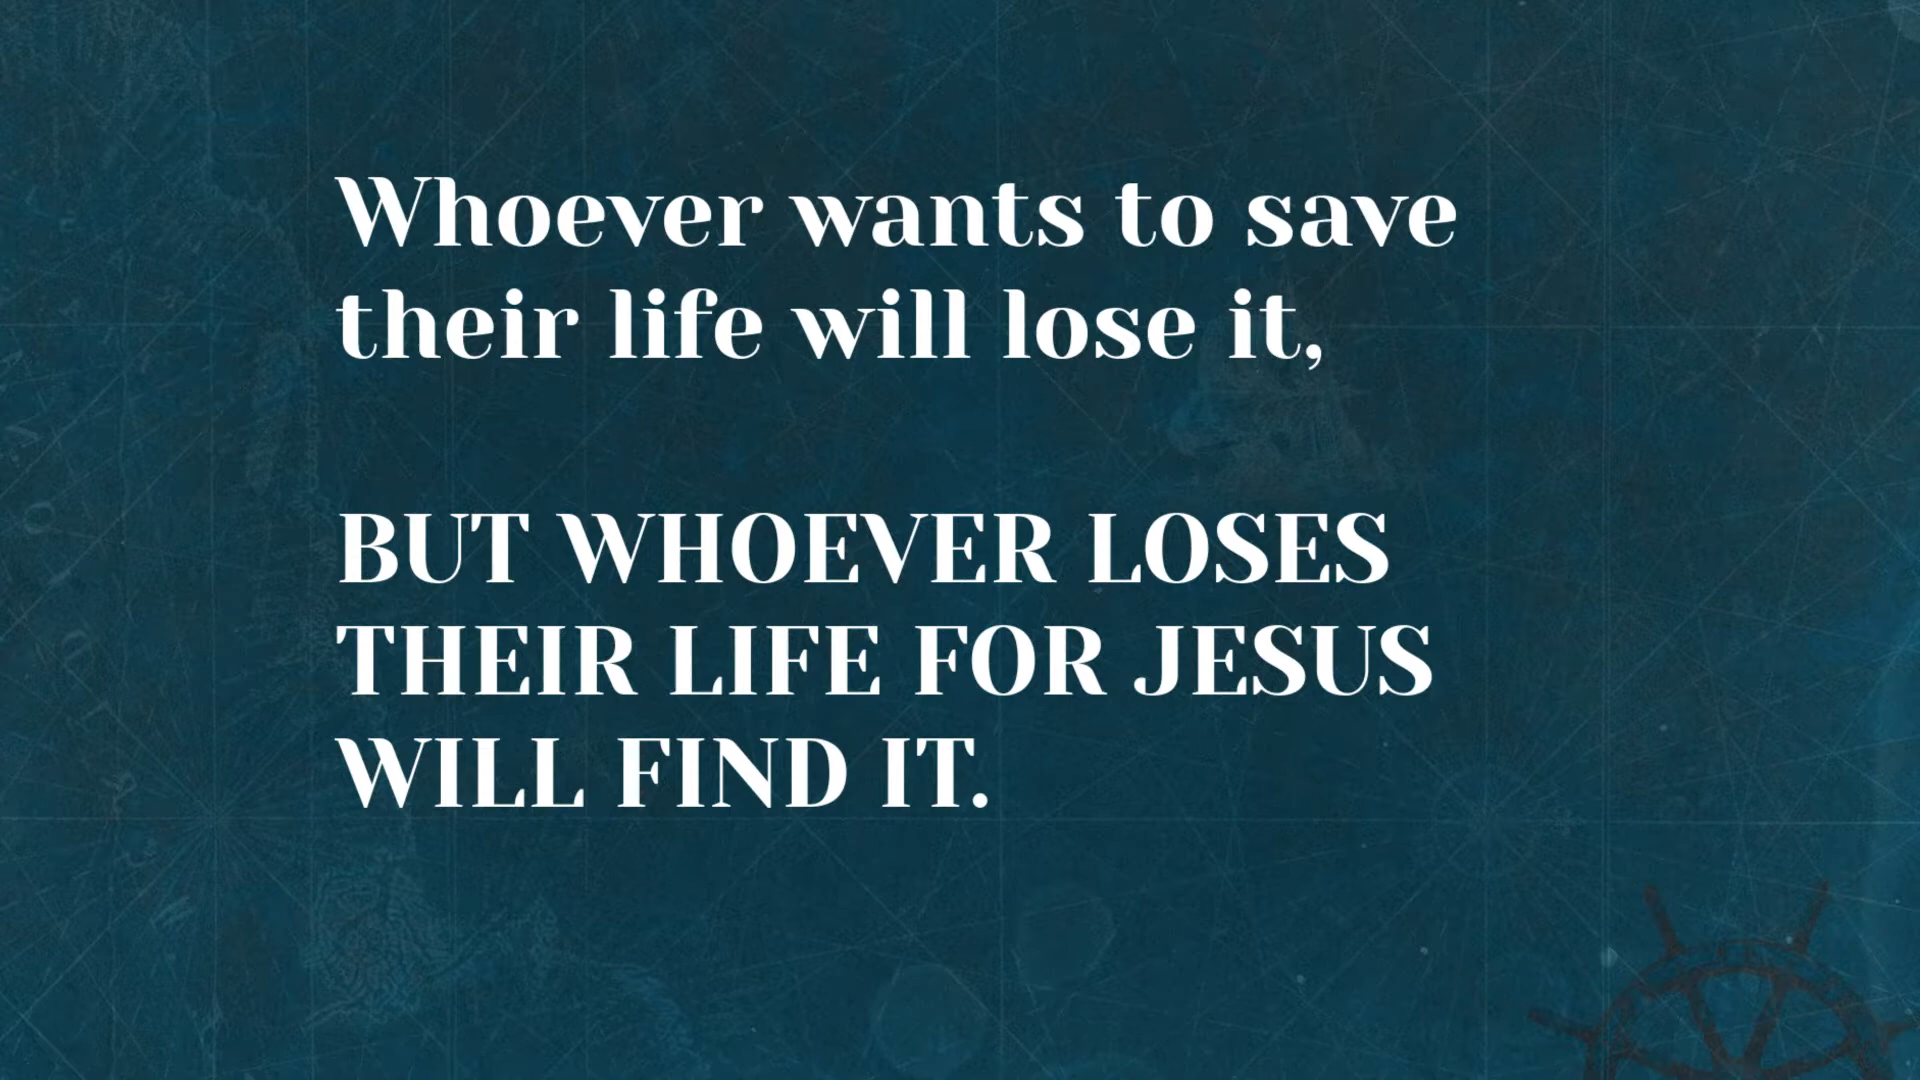 Whoever wants to save
their life will lose it,
BUT WHOEVER LOSES
THEIR LIFE FOR JESUS
WILL FIND IT.